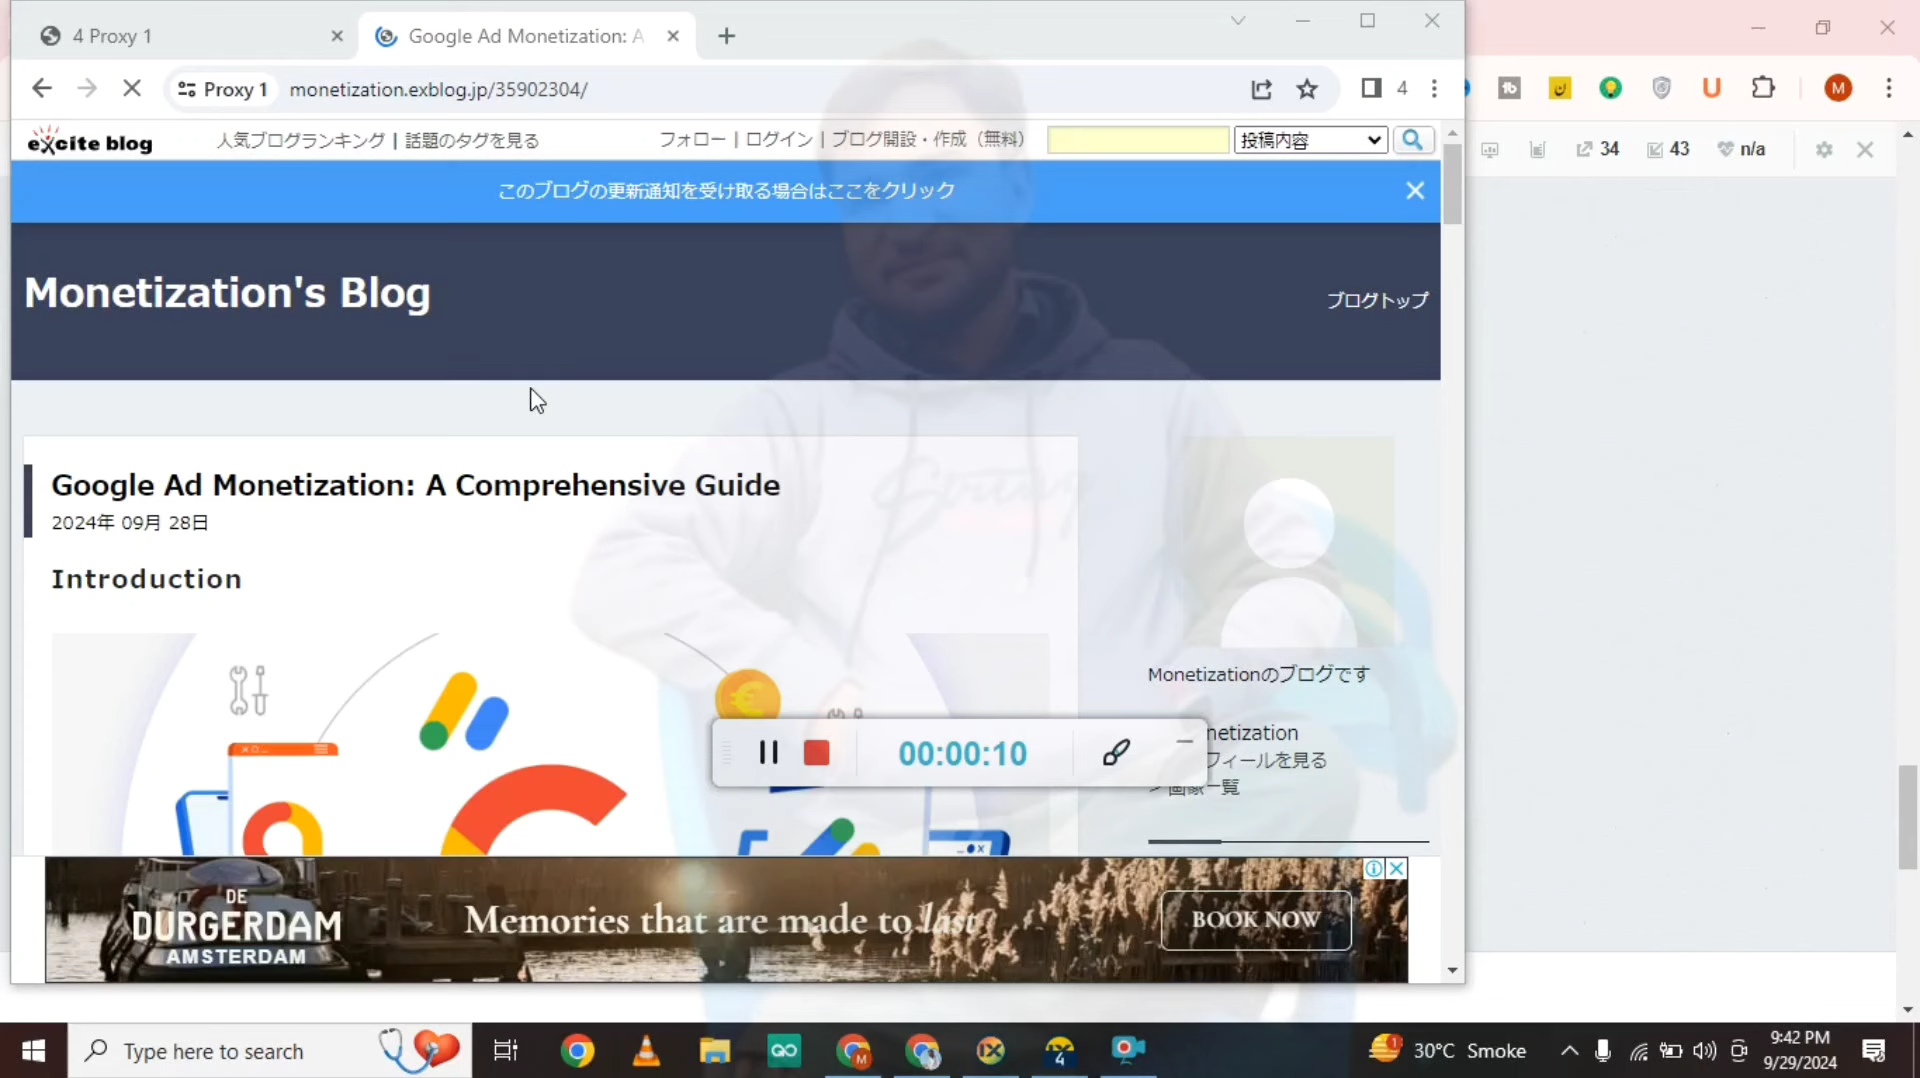 4 Proxy 1
Google Ad Monetization: A
Proxy 1
monetization.exblog.jp/35902304/
4
M
excite blog
人気ブログランキング | 話題のタグを見る
フォロー | ログイン | ブログ開設・作成（無料）
投稿内容
34
43
n/a
このブログの更新通知を受け取る場合はここをクリック
Monetization's Blog
ブログトップ
Google Ad Monetization: A Comprehensive Guide
2024年 09月 28日
Introduction
Monetizationのブログです
netization
フィールを見る
> 画像一覧
00:00:10
DE
DURGERDAM
AMSTERDAM
Memories that are made to last
BOOK NOW
Type here to search
30°C Smoke
9:42 PM
9/29/2024